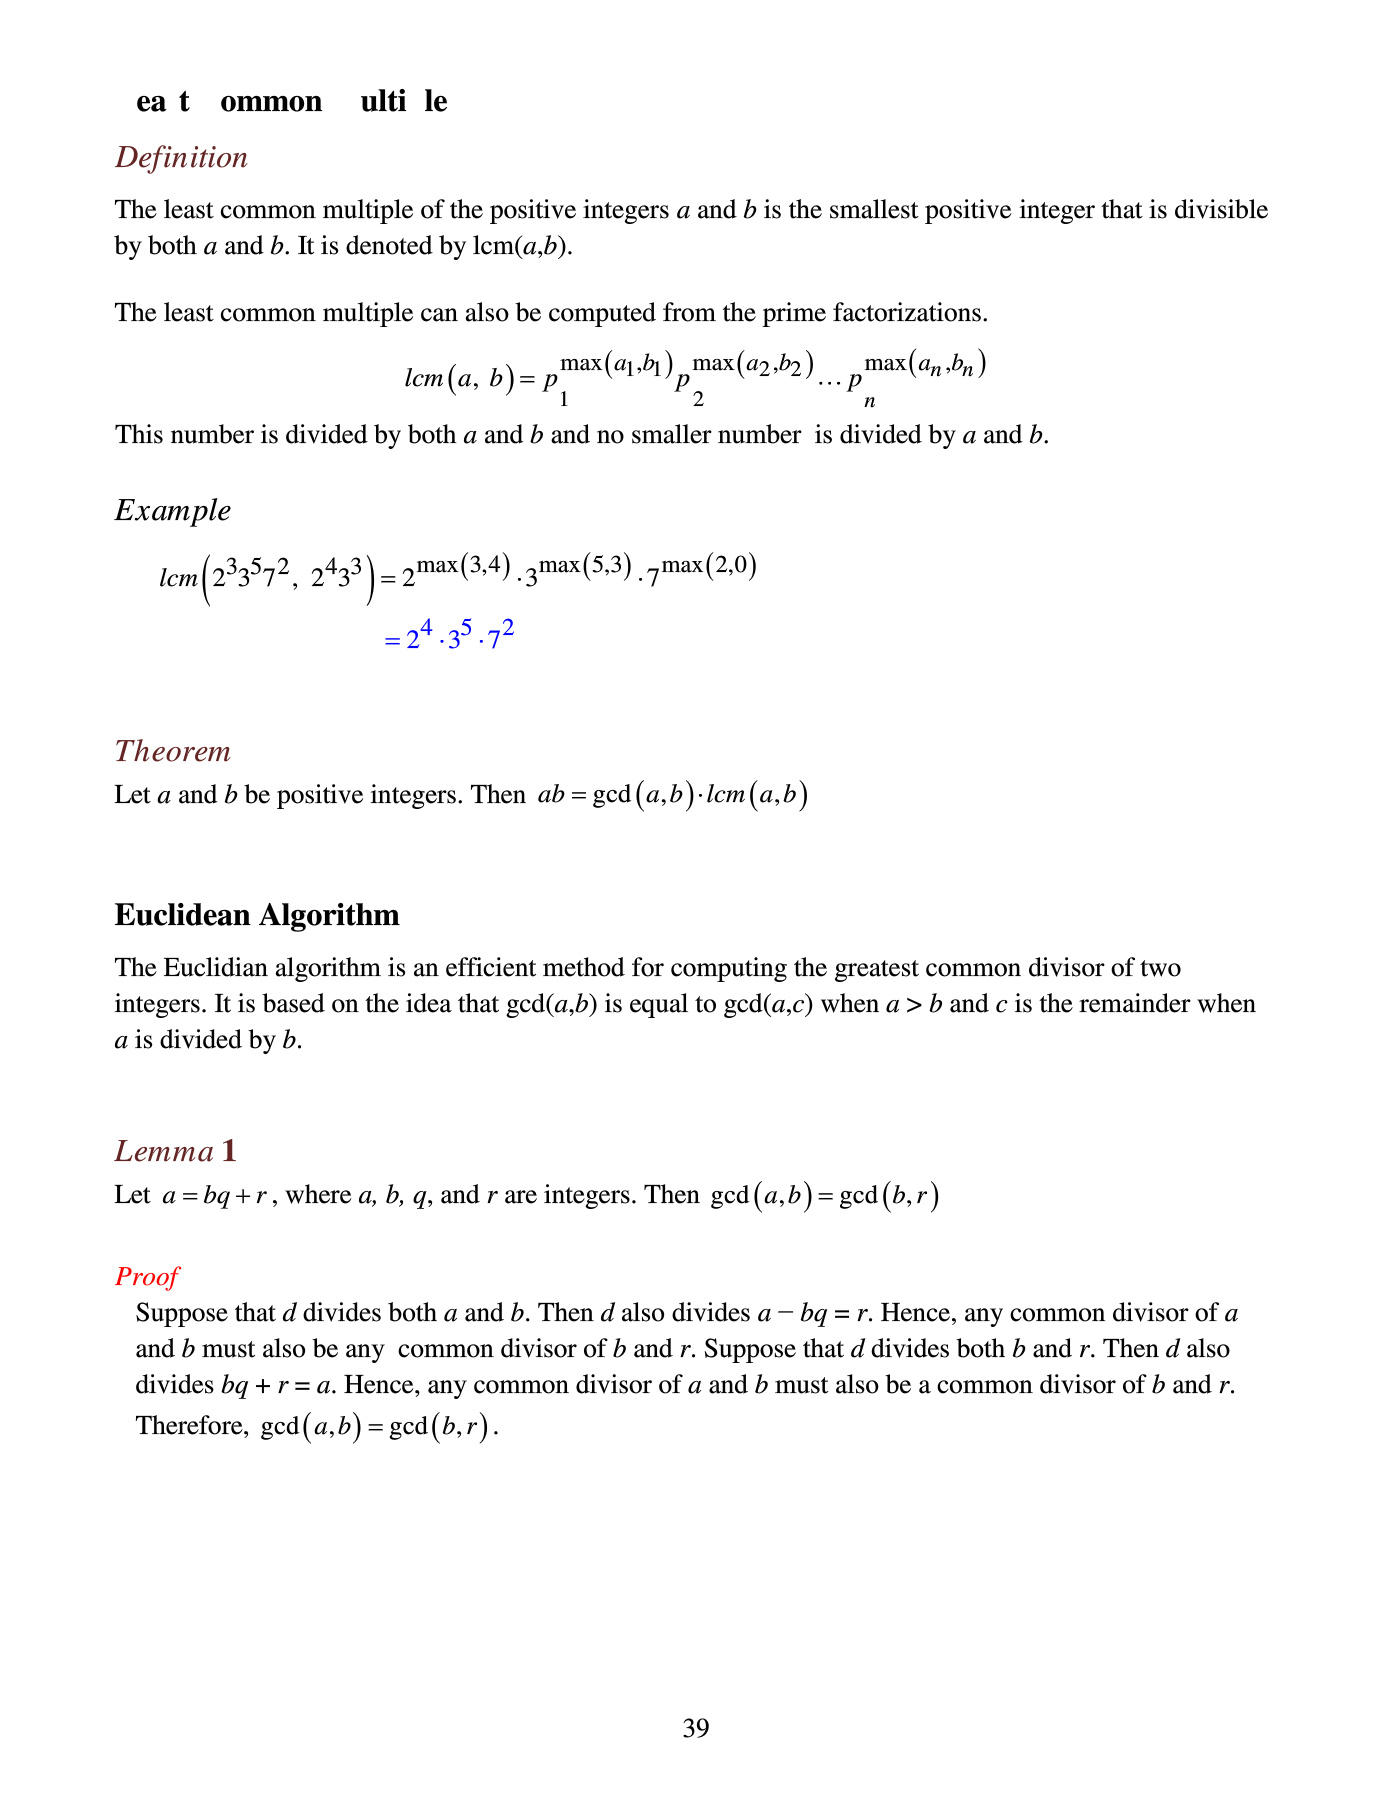 ea t ommon ulti le
Definition
The least common multiple of the positive integers a and b is the smallest positive integer that is divisible
by both a and b. It is denoted by lcm(a,b).
The least common multiple can also be computed from the prime factorizations.
lcm(a, b) = p_1^{max(a_1,b_1)} p_2^{max(a_2,b_2)} … p_n^{max(a_n,b_n)}
This number is divided by both a and b and no smaller number is divided by a and b.
Example
lcm(2^3 3^5 7^2, 2^4 3^3) = 2^{max(3,4)} · 3^{max(5,3)} · 7^{max(2,0)}
= 2^4 · 3^5 · 7^2
Theorem
Let a and b be positive integers. Then ab = gcd(a,b) · lcm(a,b)
Euclidean Algorithm
The Euclidian algorithm is an efficient method for computing the greatest common divisor of two
integers. It is based on the idea that gcd(a,b) is equal to gcd(a,c) when a > b and c is the remainder when
a is divided by b.
Lemma 1
Let a = bq + r, where a, b, q, and r are integers. Then gcd(a,b) = gcd(b,r)
Proof
Suppose that d divides both a and b. Then d also divides a − bq = r. Hence, any common divisor of a
and b must also be any common divisor of b and r. Suppose that d divides both b and r. Then d also
divides bq + r = a. Hence, any common divisor of a and b must also be a common divisor of b and r.
Therefore, gcd(a,b) = gcd(b,r).
39